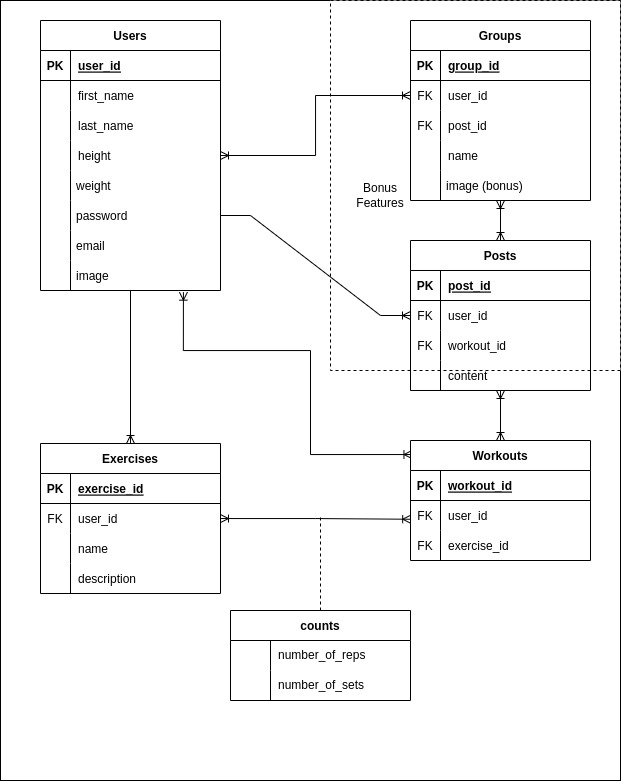 Users
PK user_id
first_name
last_name
height
weight
password
email
image
Groups
PK group_id
FK user_id
FK post_id
name
image (bonus)
Bonus
Features
Posts
PK post_id
FK user_id
FK workout_id
content
Exercises
PK exercise_id
FK user_id
name
description
Workouts
PK workout_id
FK user_id
FK exercise_id
counts
number_of_reps
number_of_sets